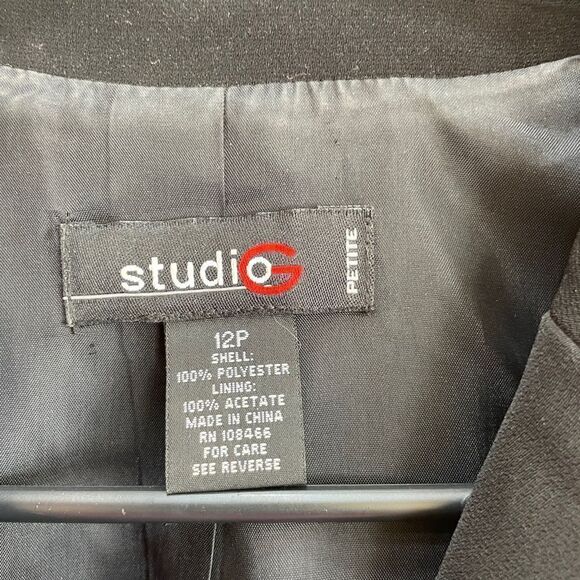 studioG
PETITE
12P
SHELL:
100% POLYESTER
LINING:
100% ACETATE
MADE IN CHINA
RN 108466
FOR CARE
SEE REVERSE